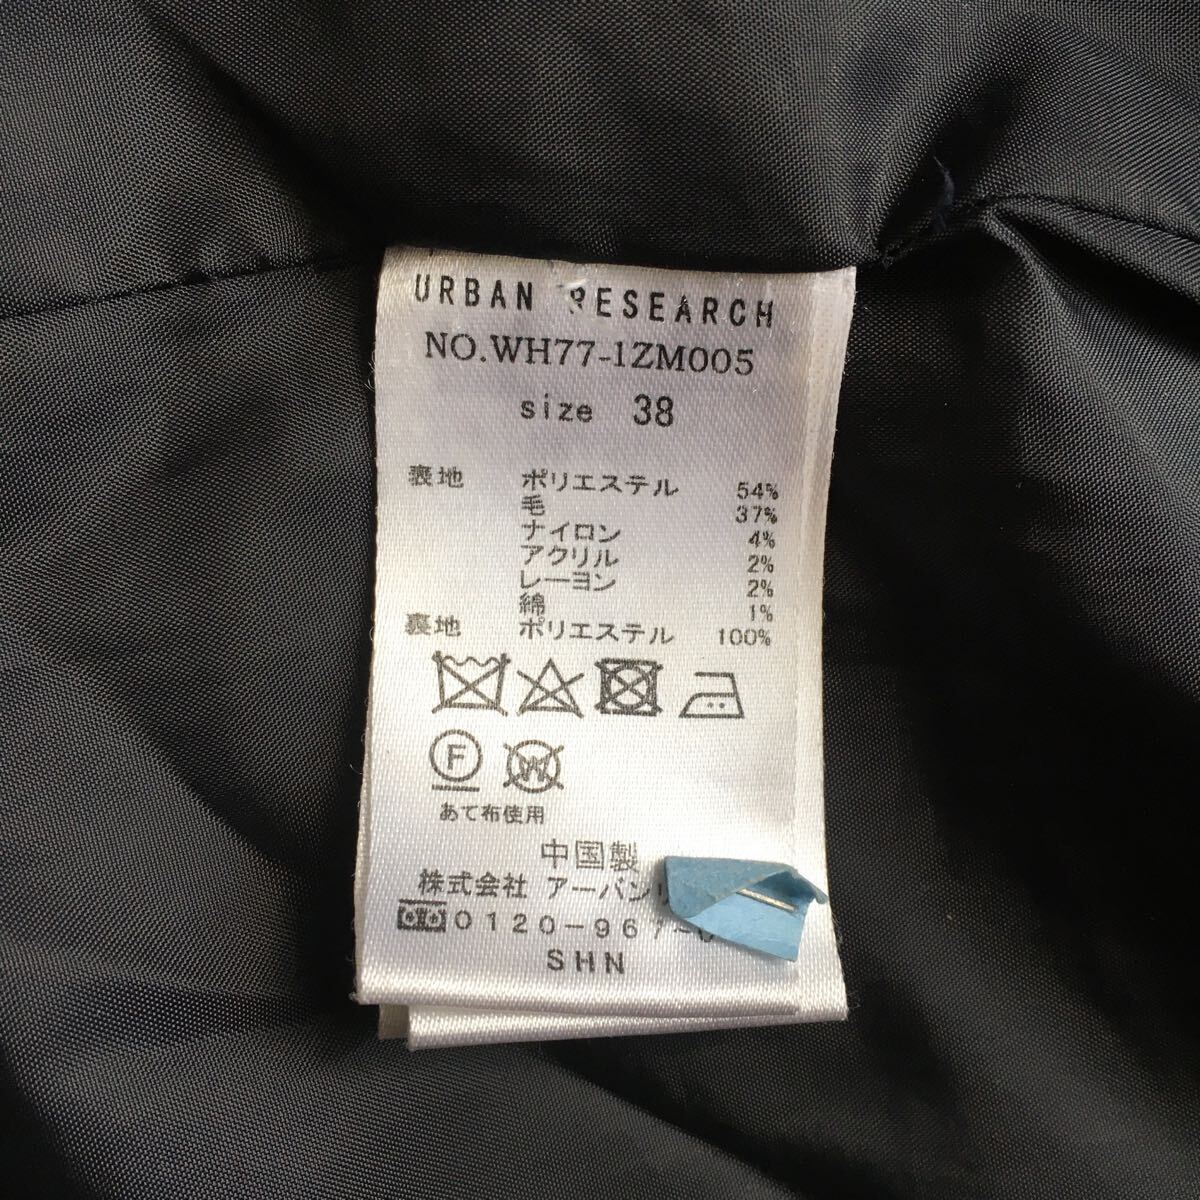 URBAN RESEARCH
NO.WH77-1ZM005
size 38
表地 ポリエステル 54%
毛 37%
ナイロン 4%
アクリル 2%
レーヨン 2%
綿 1%
裏地 ポリエステル 100%
F W
あて布使用
中国製
株式会社 アーバン
0120-967-0
SHN